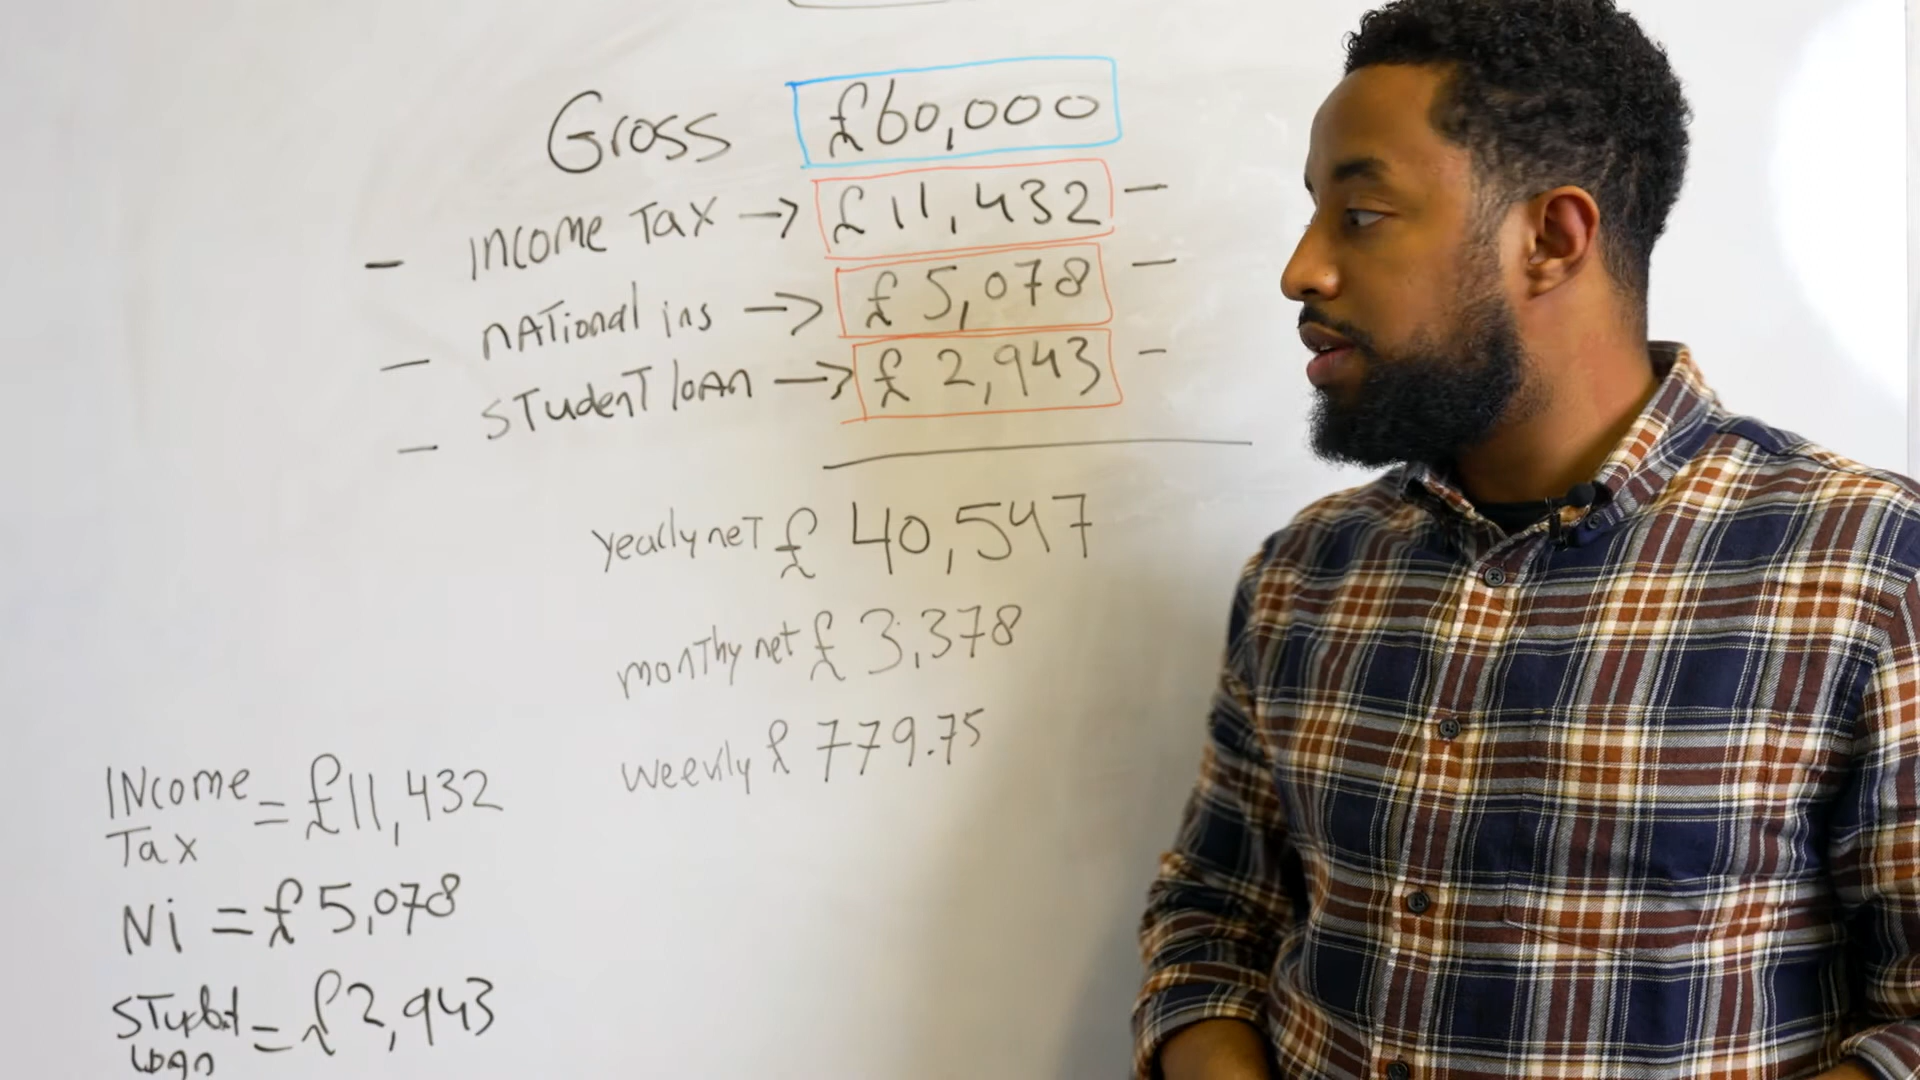 Gross £60,000
- INCOME TAX → £11,432 -
- NATional ins → £5,078 -
- STudenT loAn → £2,943 -
yearly neT £40,547
monThy net £3,378
weekly £779.75
INcome Tax = £11,432
Ni = £5,078
STudent loan = £2,943